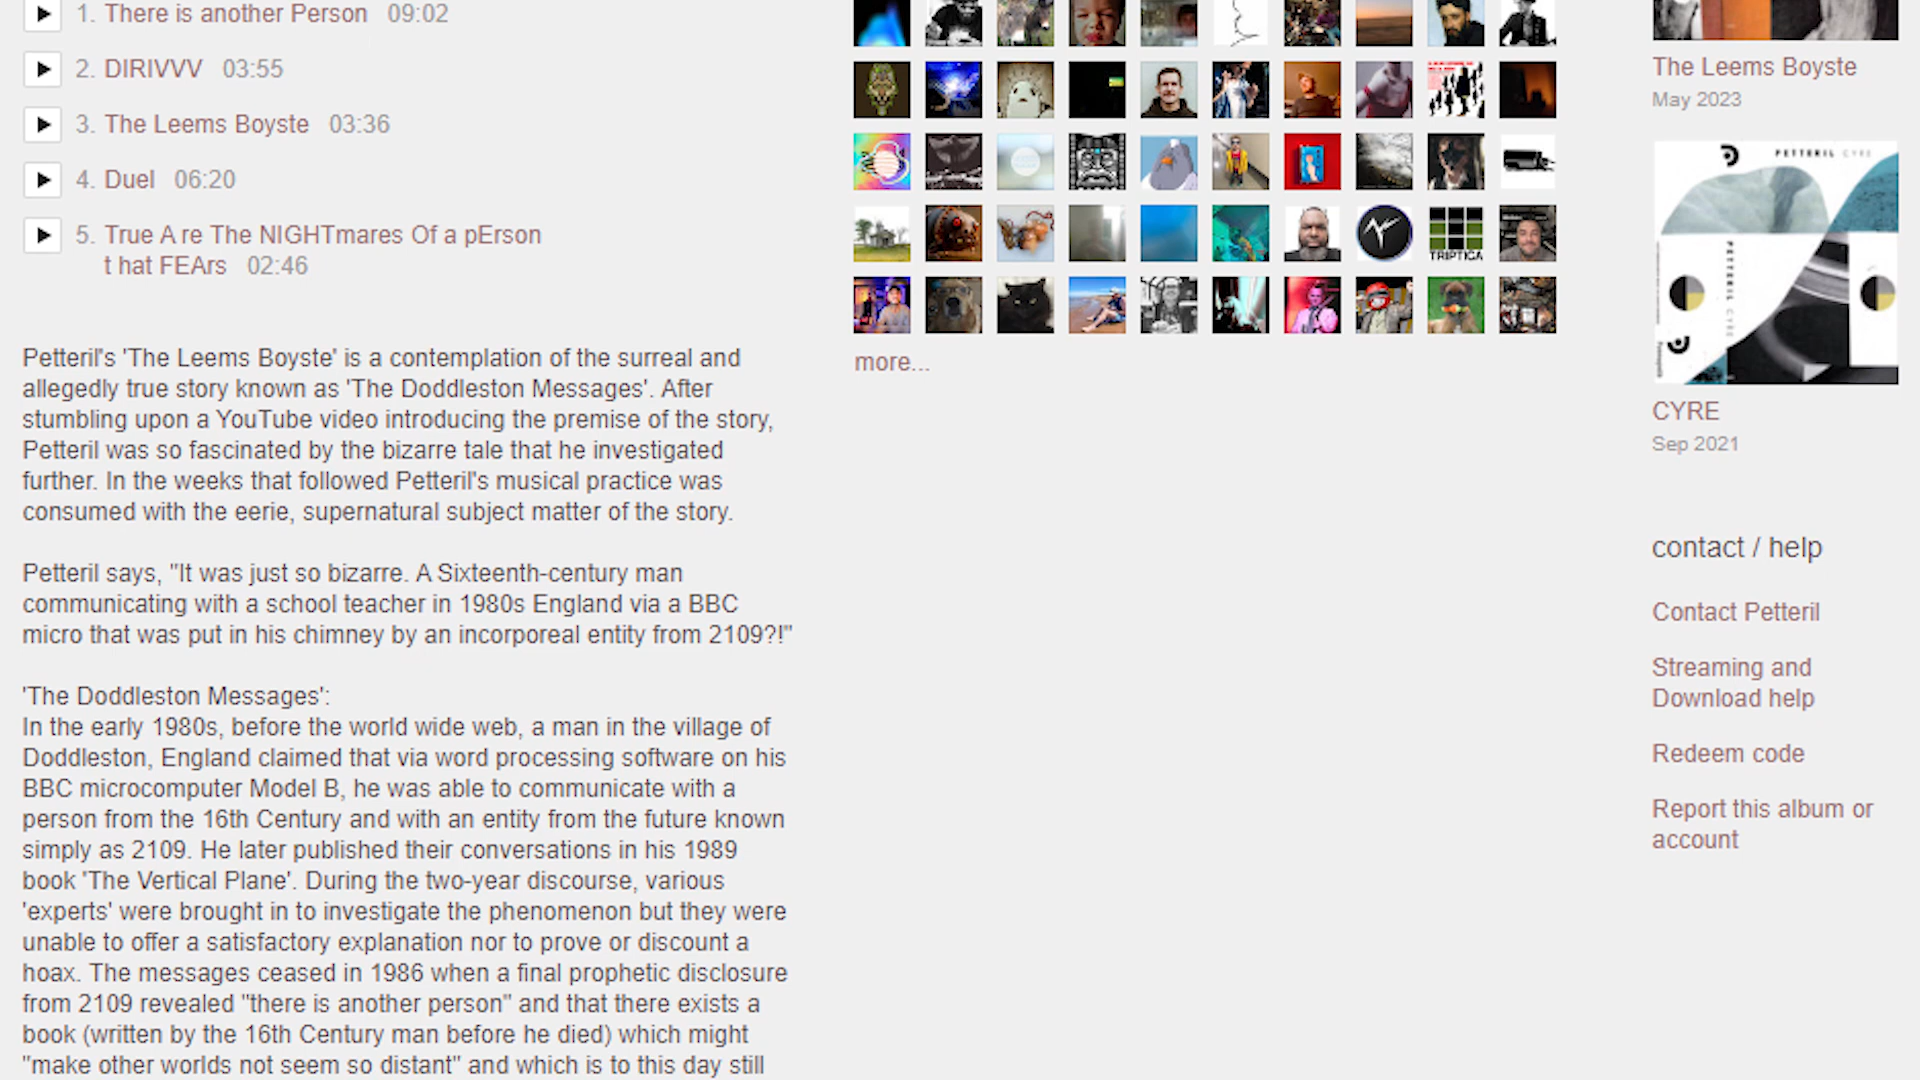 1. There is another Person 09:02
2. DIRIVVV 03:55
3. The Leems Boyste 03:36
4. Duel 06:20
5. True A re The NIGHTmares Of a pErson
t hat FEArs 02:46
Petteril's 'The Leems Boyste' is a contemplation of the surreal and
allegedly true story known as 'The Doddleston Messages'. After
stumbling upon a YouTube video introducing the premise of the story,
Petteril was so fascinated by the bizarre tale that he investigated
further. In the weeks that followed Petteril's musical practice was
consumed with the eerie, supernatural subject matter of the story.
Petteril says, "It was just so bizarre. A Sixteenth-century man
communicating with a school teacher in 1980s England via a BBC
micro that was put in his chimney by an incorporeal entity from 2109?!"
'The Doddleston Messages':
In the early 1980s, before the world wide web, a man in the village of
Doddleston, England claimed that via word processing software on his
BBC microcomputer Model B, he was able to communicate with a
person from the 16th Century and with an entity from the future known
simply as 2109. He later published their conversations in his 1989
book 'The Vertical Plane'. During the two-year discourse, various
'experts' were brought in to investigate the phenomenon but they were
unable to offer a satisfactory explanation nor to prove or discount a
hoax. The messages ceased in 1986 when a final prophetic disclosure
from 2109 revealed "there is another person" and that there exists a
book (written by the 16th Century man before he died) which might
"make other worlds not seem so distant" and which is to this day still
TRIPTICA
more...
The Leems Boyste
May 2023
PETTERIL CYRE
PETTERIL CYRE
CYRE
Sep 2021
contact / help
Contact Petteril
Streaming and
Download help
Redeem code
Report this album or
account